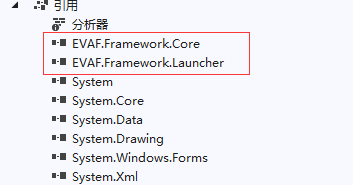 引用
分析器
EVAF.Framework.Core
EVAF.Framework.Launcher
System
System.Core
System.Data
System.Drawing
System.Windows.Forms
System.Xml